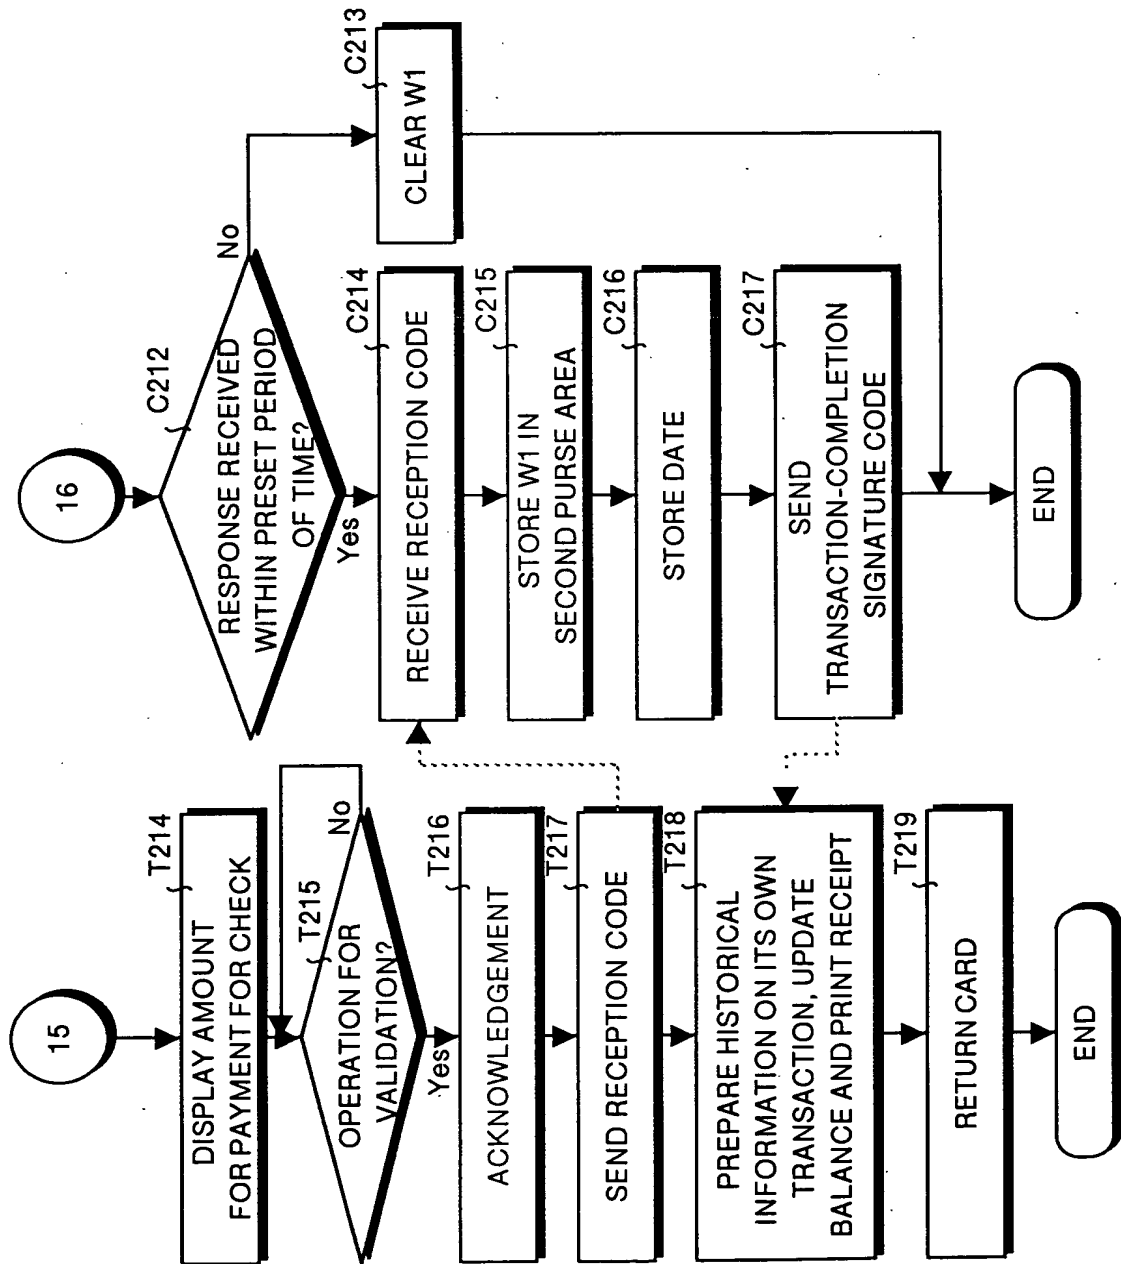 15
T214
DISPLAY AMOUNT
FOR PAYMENT FOR CHECK
T215
OPERATION FOR
VALIDATION?
No
Yes
T216
ACKNOWLEDGEMENT
T217
SEND RECEPTION CODE
T218
PREPARE HISTORICAL
INFORMATION ON ITS OWN
TRANSACTION, UPDATE
BALANCE AND PRINT RECEIPT
T219
RETURN CARD
END
16
C212
RESPONSE RECEIVED
WITHIN PRESET PERIOD
OF TIME?
No
Yes
C213
CLEAR W1
C214
RECEIVE RECEPTION CODE
C215
STORE W1 IN
SECOND PURSE AREA
C216
STORE DATE
C217
SEND
TRANSACTION-COMPLETION
SIGNATURE CODE
END